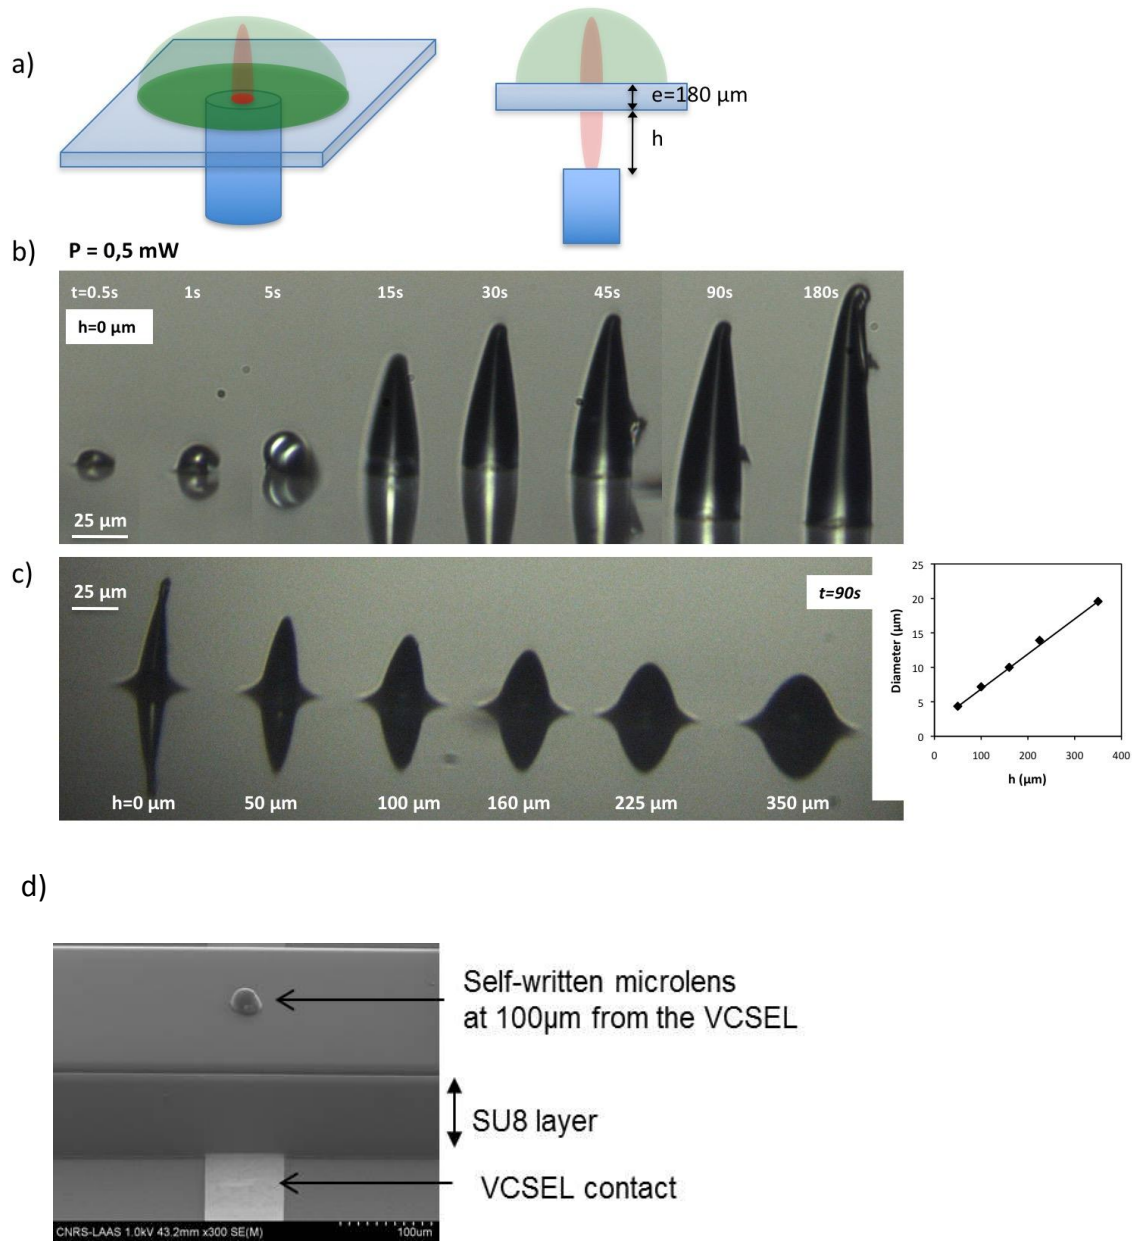 a)
e=180 µm
h
b)
P = 0,5 mW
t=0.5s 1s 5s 15s 30s 45s 90s 180s
h=0 µm
25 µm
c)
25 µm
t=90s
h=0 µm 50 µm 100 µm 160 µm 225 µm 350 µm
Diameter (µm)
25
20
15
10
5
0
0 100 200 300 400
h (µm)
d)
Self-written microlens
at 100µm from the VCSEL
SU8 layer
VCSEL contact
CNRS-LAAS 1.0kV 43.2mm x300 SE(M) 100um